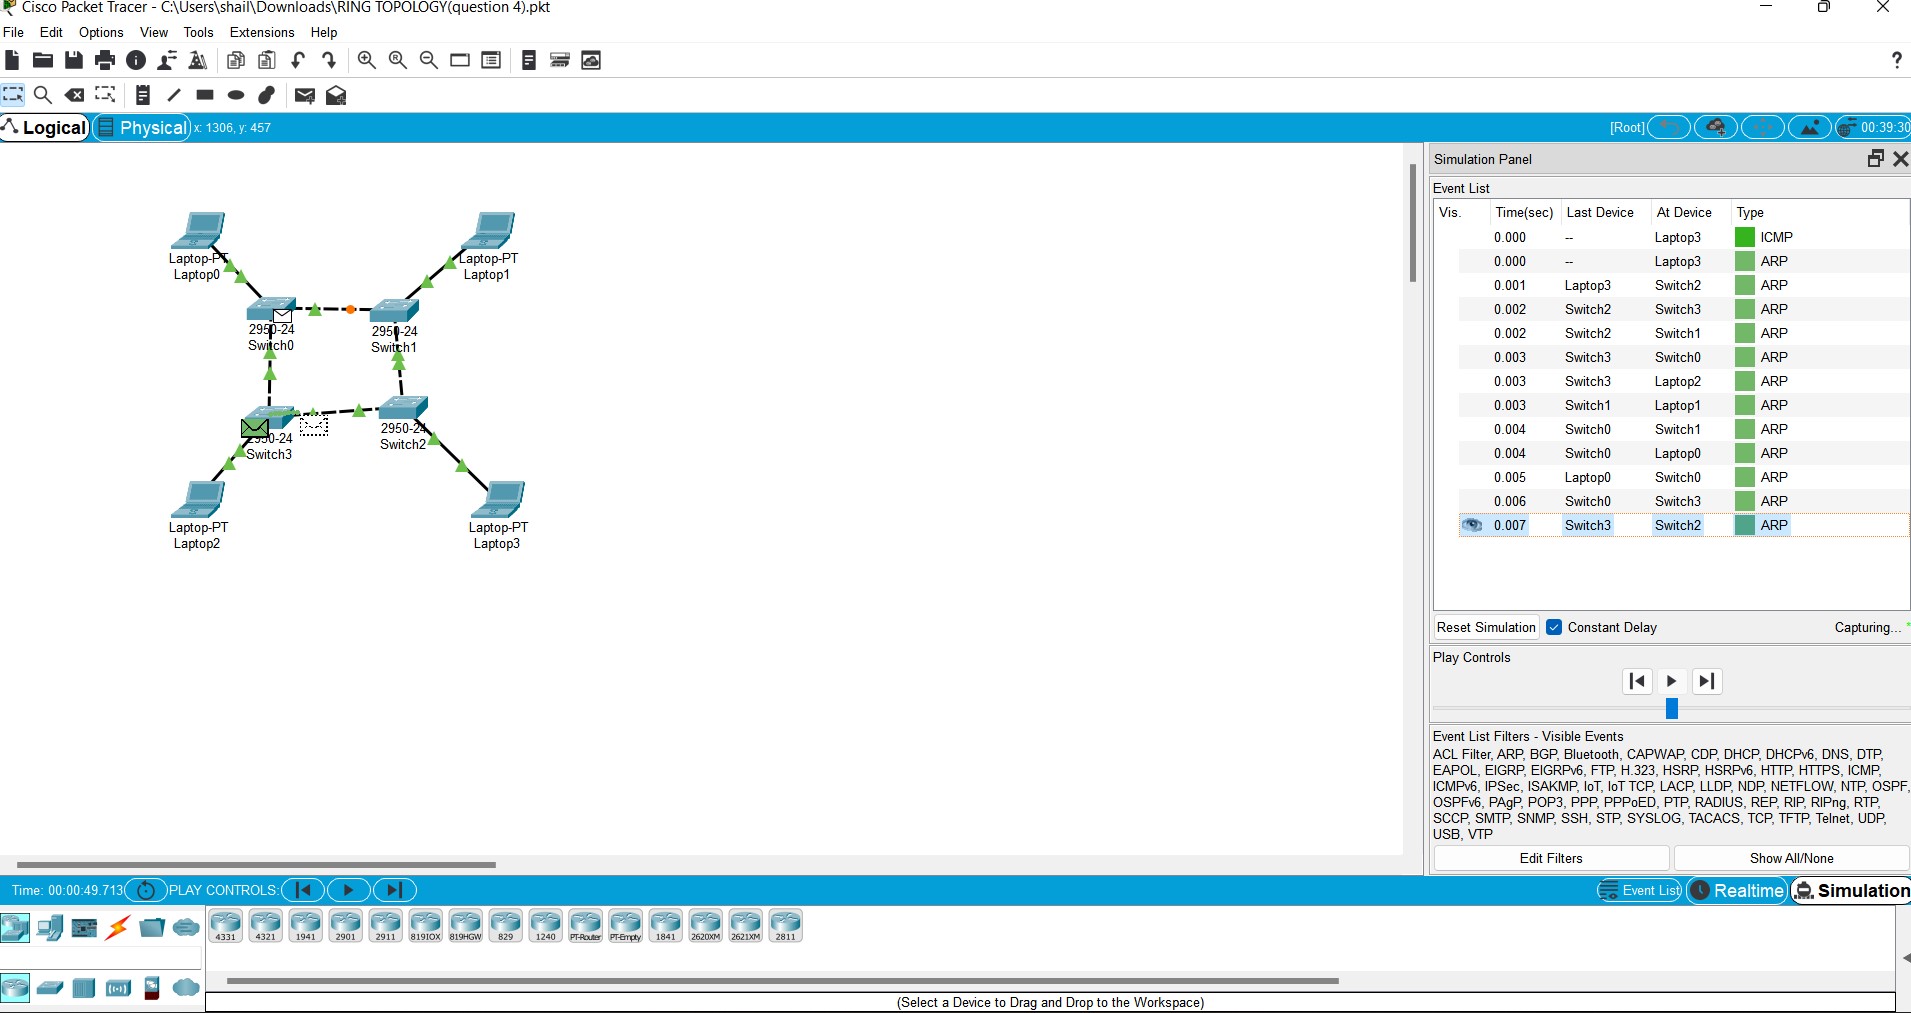 Cisco Packet Tracer - C:\Users\shail\Downloads\RING TOPOLOGY(question 4).pkt
File Edit Options View Tools Extensions Help
?
Logical Physical x: 1306, y: 457 [Root] 00:39:30
Simulation Panel
Event List
Vis. Time(sec) Last Device At Device Type
0.000 -- Laptop3 ICMP
0.000 -- Laptop3 ARP
0.001 Laptop3 Switch2 ARP
0.002 Switch2 Switch3 ARP
0.002 Switch2 Switch1 ARP
0.003 Switch3 Switch0 ARP
0.003 Switch3 Laptop2 ARP
0.003 Switch1 Laptop1 ARP
0.004 Switch0 Switch1 ARP
0.004 Switch0 Laptop0 ARP
0.005 Laptop0 Switch0 ARP
0.006 Switch0 Switch3 ARP
0.007 Switch3 Switch2 ARP
Reset Simulation Constant Delay Capturing... *
Play Controls
Event List Filters - Visible Events
ACL Filter, ARP, BGP, Bluetooth, CAPWAP, CDP, DHCP, DHCPv6, DNS, DTP,
EAPOL, EIGRP, EIGRPv6, FTP, H.323, HSRP, HSRPv6, HTTP, HTTPS, ICMP,
ICMPv6, IPSec, ISAKMP, IoT, IoT TCP, LACP, LLDP, NDP, NETFLOW, NTP, OSPF,
OSPFv6, PAgP, POP3, PPP, PPPoED, PTP, RADIUS, REP, RIP, RIPng, RTP,
SCCP, SMTP, SNMP, SSH, STP, SYSLOG, TACACS, TCP, TFTP, Telnet, UDP,
USB, VTP
Edit Filters Show All/None
Laptop-PT
Laptop0
Laptop-PT
Laptop1
2950-24
Switch0
2950-24
Switch1
2950-24
Switch3
2950-24
Switch2
Laptop-PT
Laptop2
Laptop-PT
Laptop3
Time: 00:00:49.713 PLAY CONTROLS: Event List Realtime Simulation
4331 4321 1941 2901 2911 819IOX 819HGW 829 1240 PT-Router PT-Empty 1841 2620XM 2621XM 2811
(Select a Device to Drag and Drop to the Workspace)